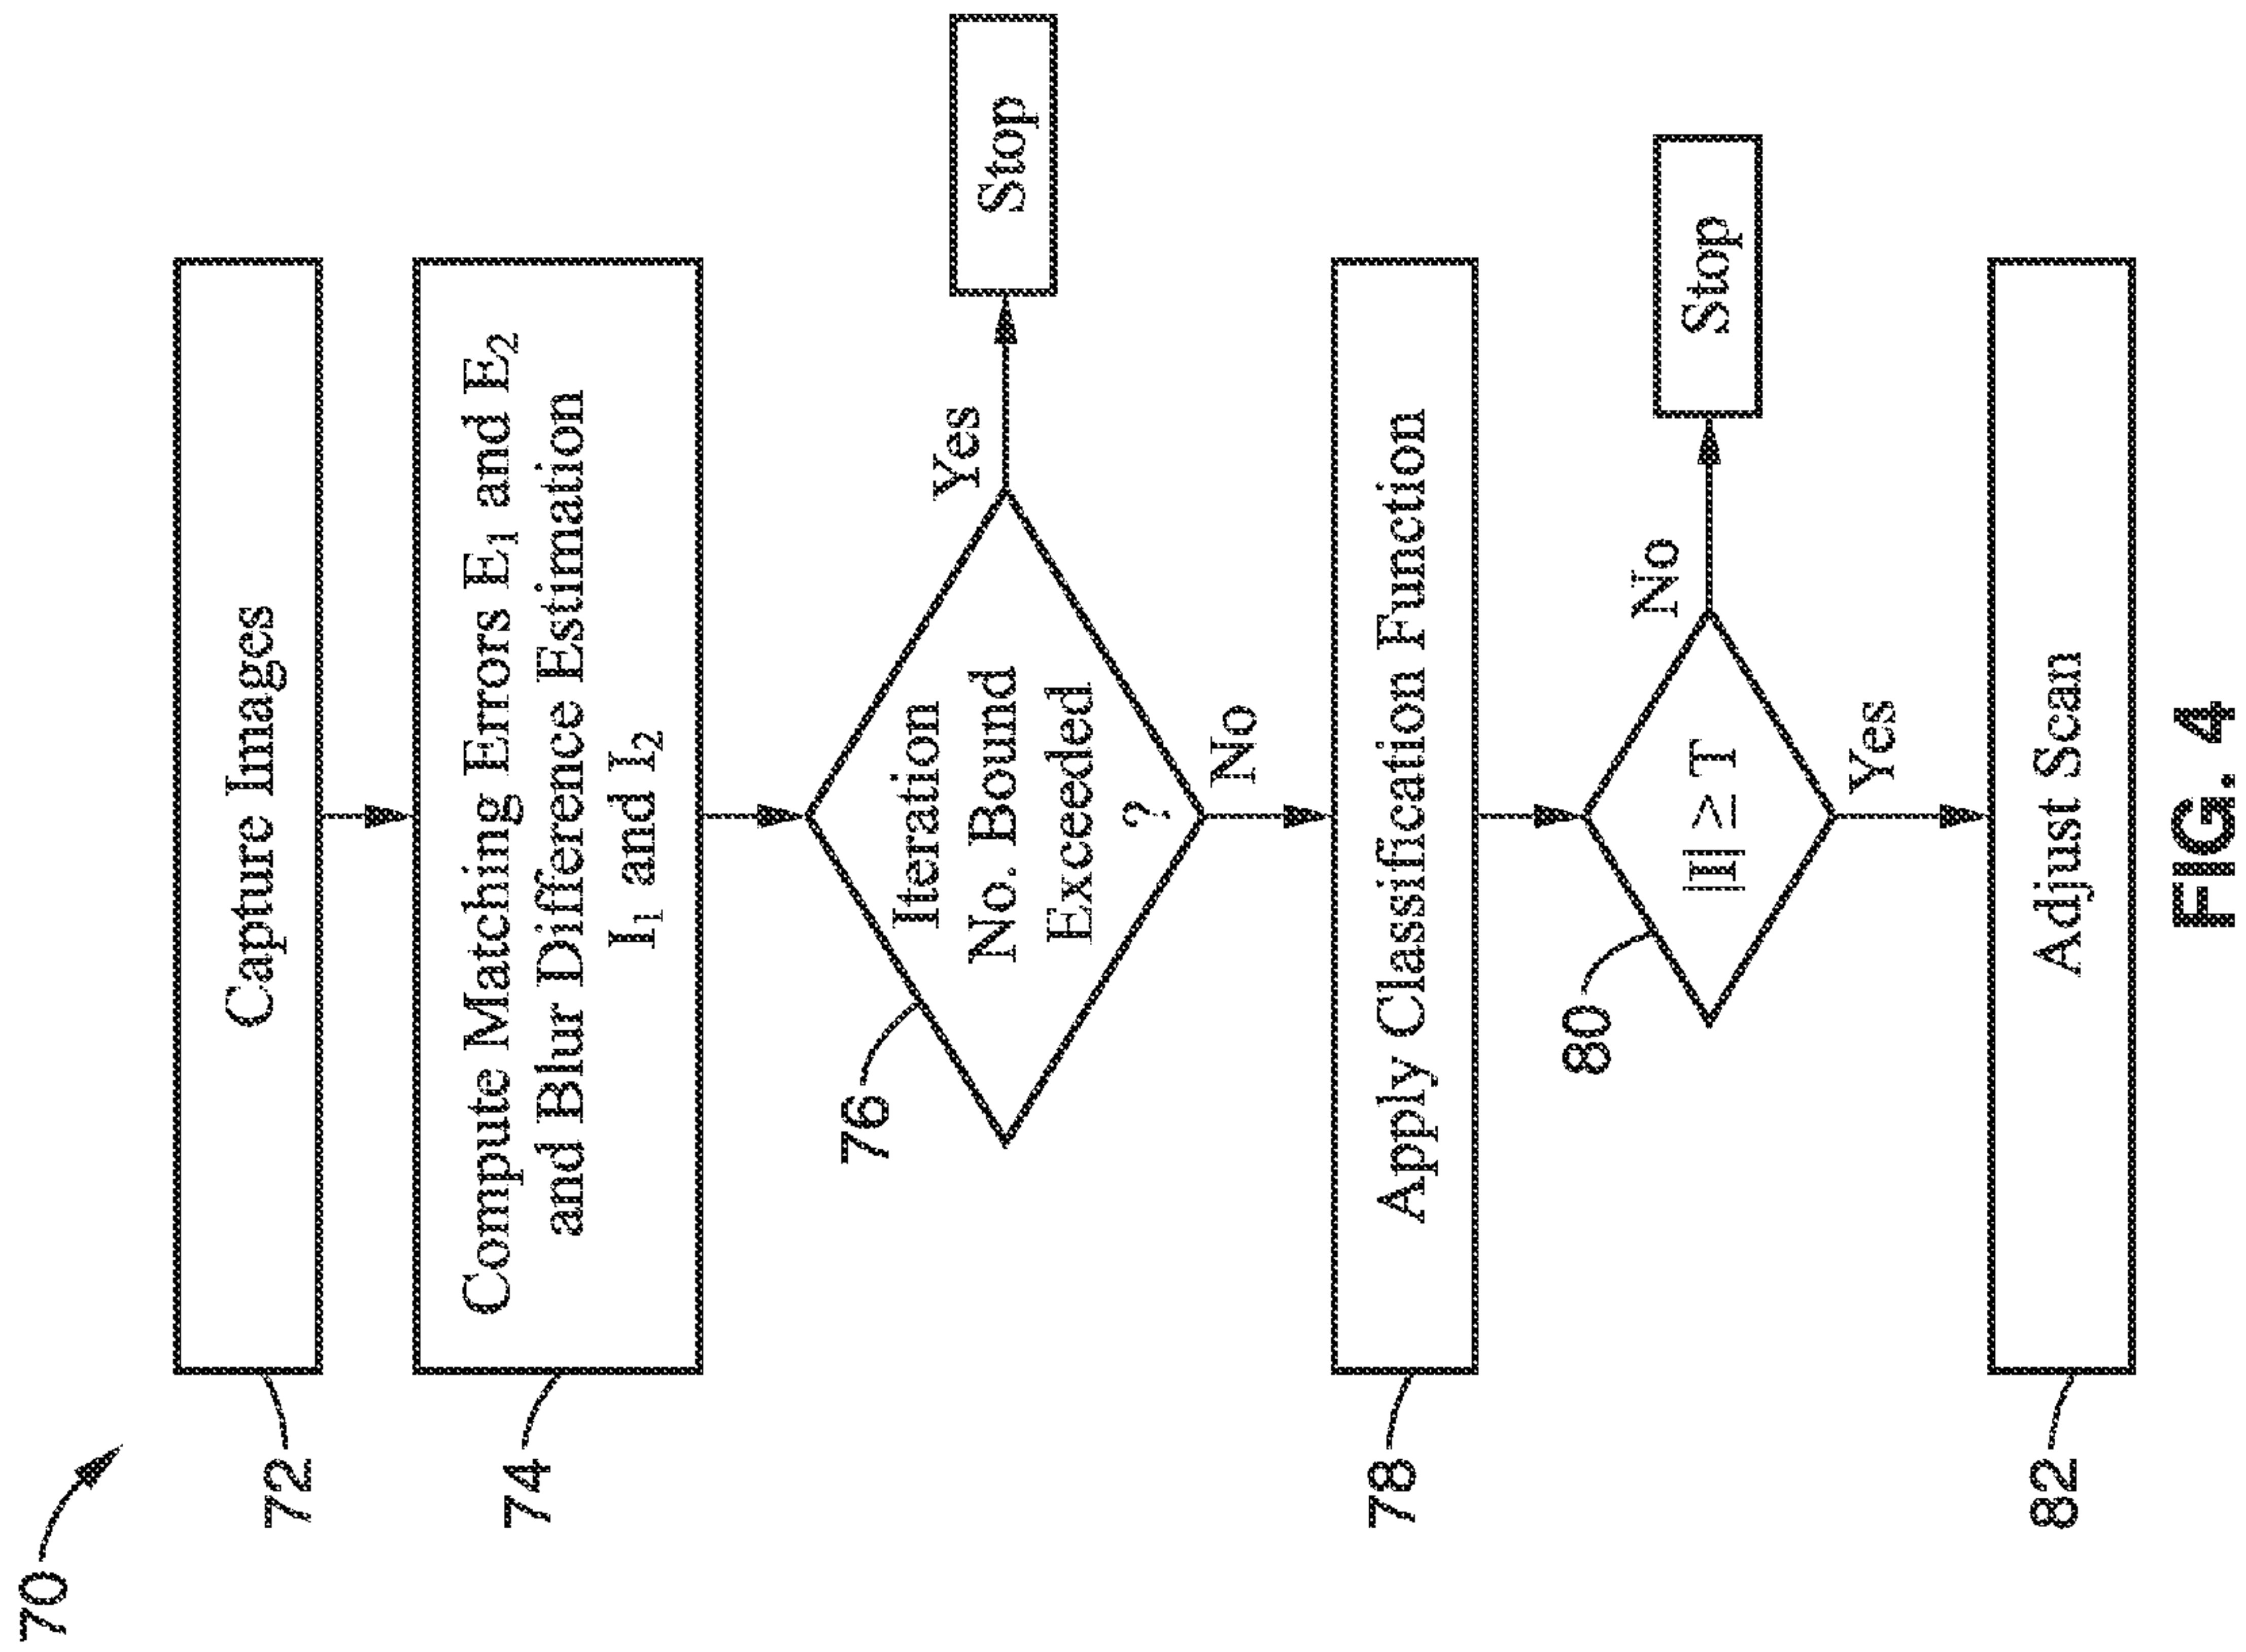 70
72
Capture Images
74
Compute Matching Errors E₁ and E₂
and Blur Difference Estimation
I₁ and I₂
76
Iteration
No. Bound
Exceeded
?
Yes
Stop
No
78
Apply Classification Function
80
|I| ≥ T
No
Stop
Yes
82
Adjust Scan
FIG. 4